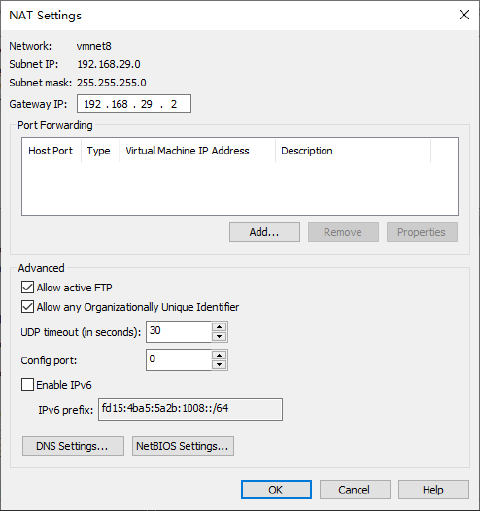 NAT Settings
Network: vmnet8
Subnet IP: 192.168.29.0
Subnet mask: 255.255.255.0
Gateway IP: 192 . 168 . 29 . 2
Port Forwarding
Host Port Type Virtual Machine IP Address Description
Add... Remove Properties
Advanced
Allow active FTP
Allow any Organizationally Unique Identifier
UDP timeout (in seconds): 30
Config port: 0
Enable IPv6
IPv6 prefix: fd15:4ba5:5a2b:1008::/64
DNS Settings... NetBIOS Settings...
OK Cancel Help